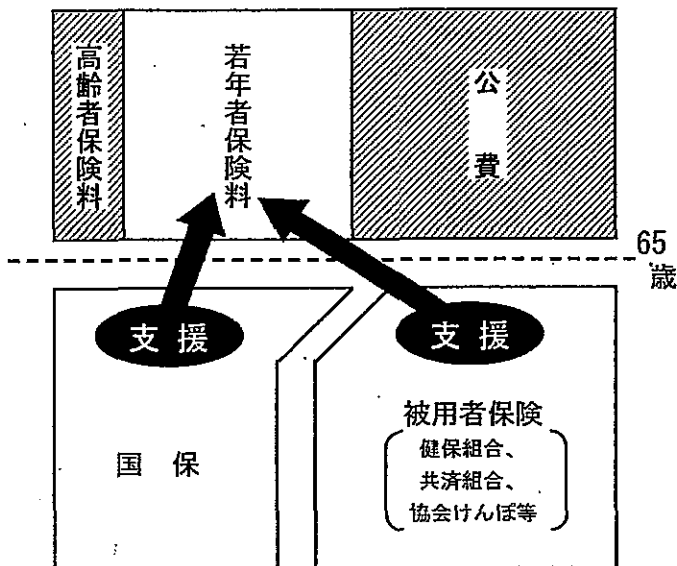 高齢者保険料
若年者保険料
公費
65
歳
支援
支援
国保
被用者保険
健保組合、
共済組合、
協会けんぽ等